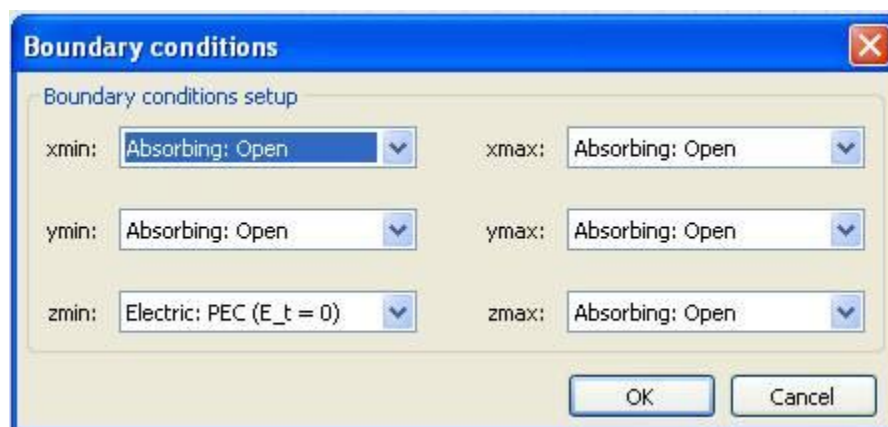 Boundary conditions
Boundary conditions setup
xmin: Absorbing: Open xmax: Absorbing: Open
ymin: Absorbing: Open ymax: Absorbing: Open
zmin: Electric: PEC (E_t = 0) zmax: Absorbing: Open
OK Cancel